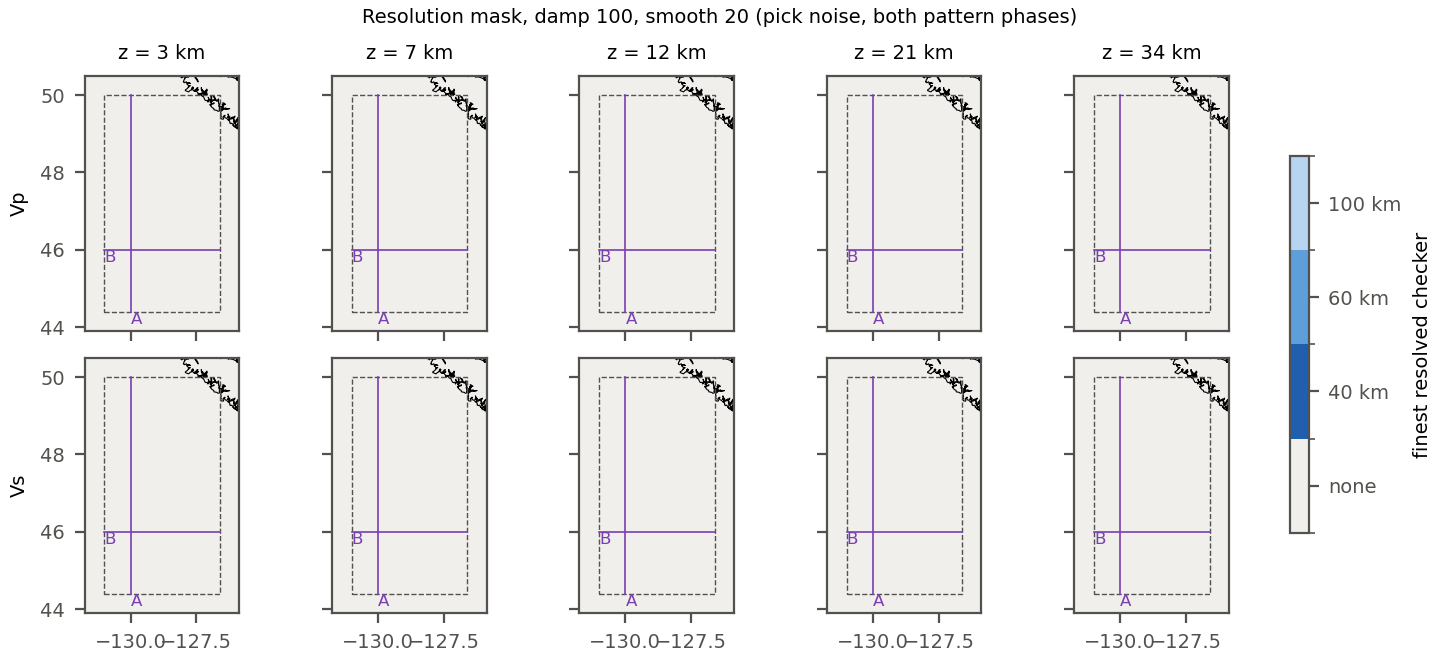 Resolution mask, damp 100, smooth 20 (pick noise, both pattern phases)
z = 3 km
z = 7 km
z = 12 km
z = 21 km
z = 34 km
Vp
50
48
46
44
B
A
B
A
B
A
B
A
B
A
Vs
50
48
46
44
B
A
B
A
B
A
B
A
B
A
−130.0
−127.5
−130.0
−127.5
−130.0
−127.5
−130.0
−127.5
−130.0
−127.5
100 km
60 km
40 km
none
finest resolved checker